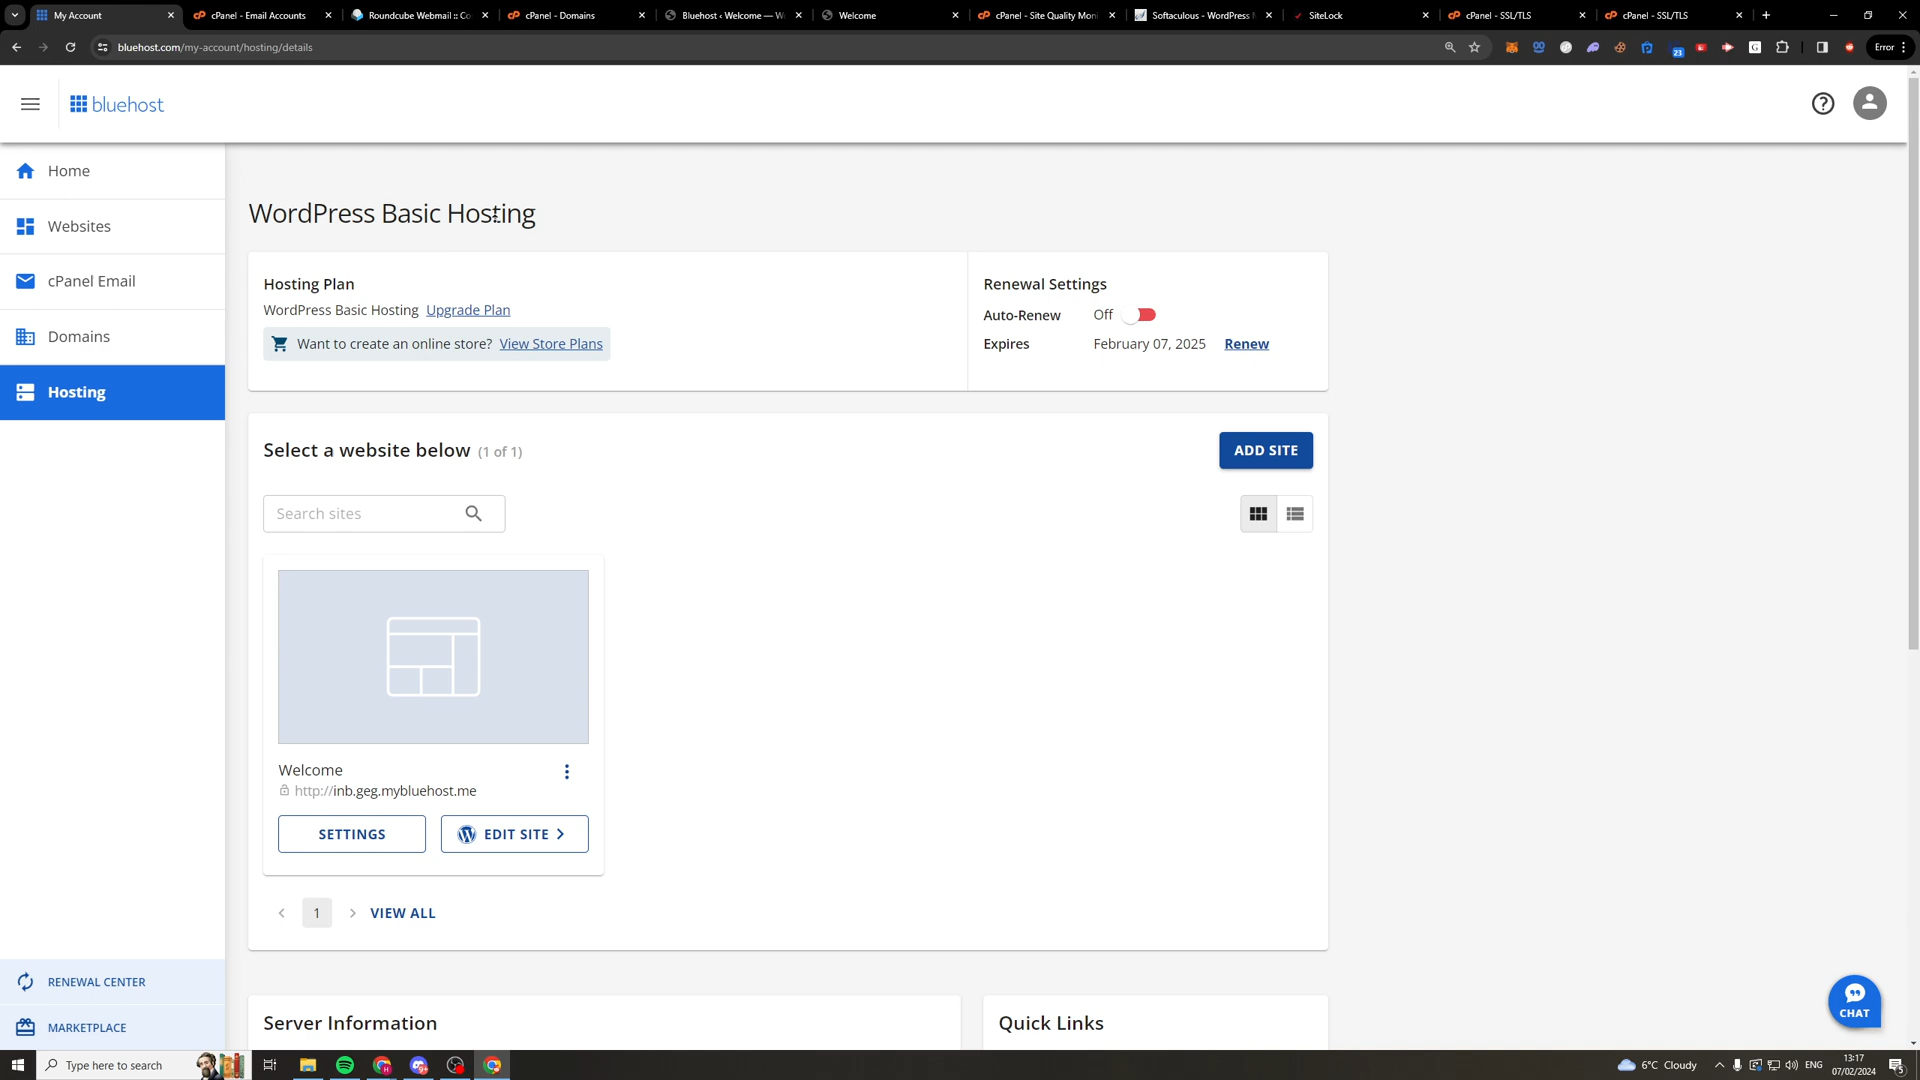 My Account
cPanel - Email Accounts
Roundcube Webmail :: Co
cPanel - Domains
Bluehost ‹ Welcome — W
Welcome
cPanel - Site Quality Moni
Softaculous - WordPress
SiteLock
cPanel - SSL/TLS
cPanel - SSL/TLS
bluehost.com/my-account/hosting/details
23
Error
bluehost
Home
Websites
cPanel Email
Domains
Hosting
RENEWAL CENTER
MARKETPLACE
WordPress Basic Hosting
Hosting Plan
WordPress Basic Hosting Upgrade Plan
Want to create an online store? View Store Plans
Renewal Settings
Auto-Renew Off
Expires February 07, 2025 Renew
Select a website below (1 of 1)
ADD SITE
Search sites
Welcome
http://inb.geg.mybluehost.me
SETTINGS
EDIT SITE
1
VIEW ALL
Server Information
Quick Links
CHAT
Type here to search
6°C Cloudy
ENG
13:17
07/02/2024
5